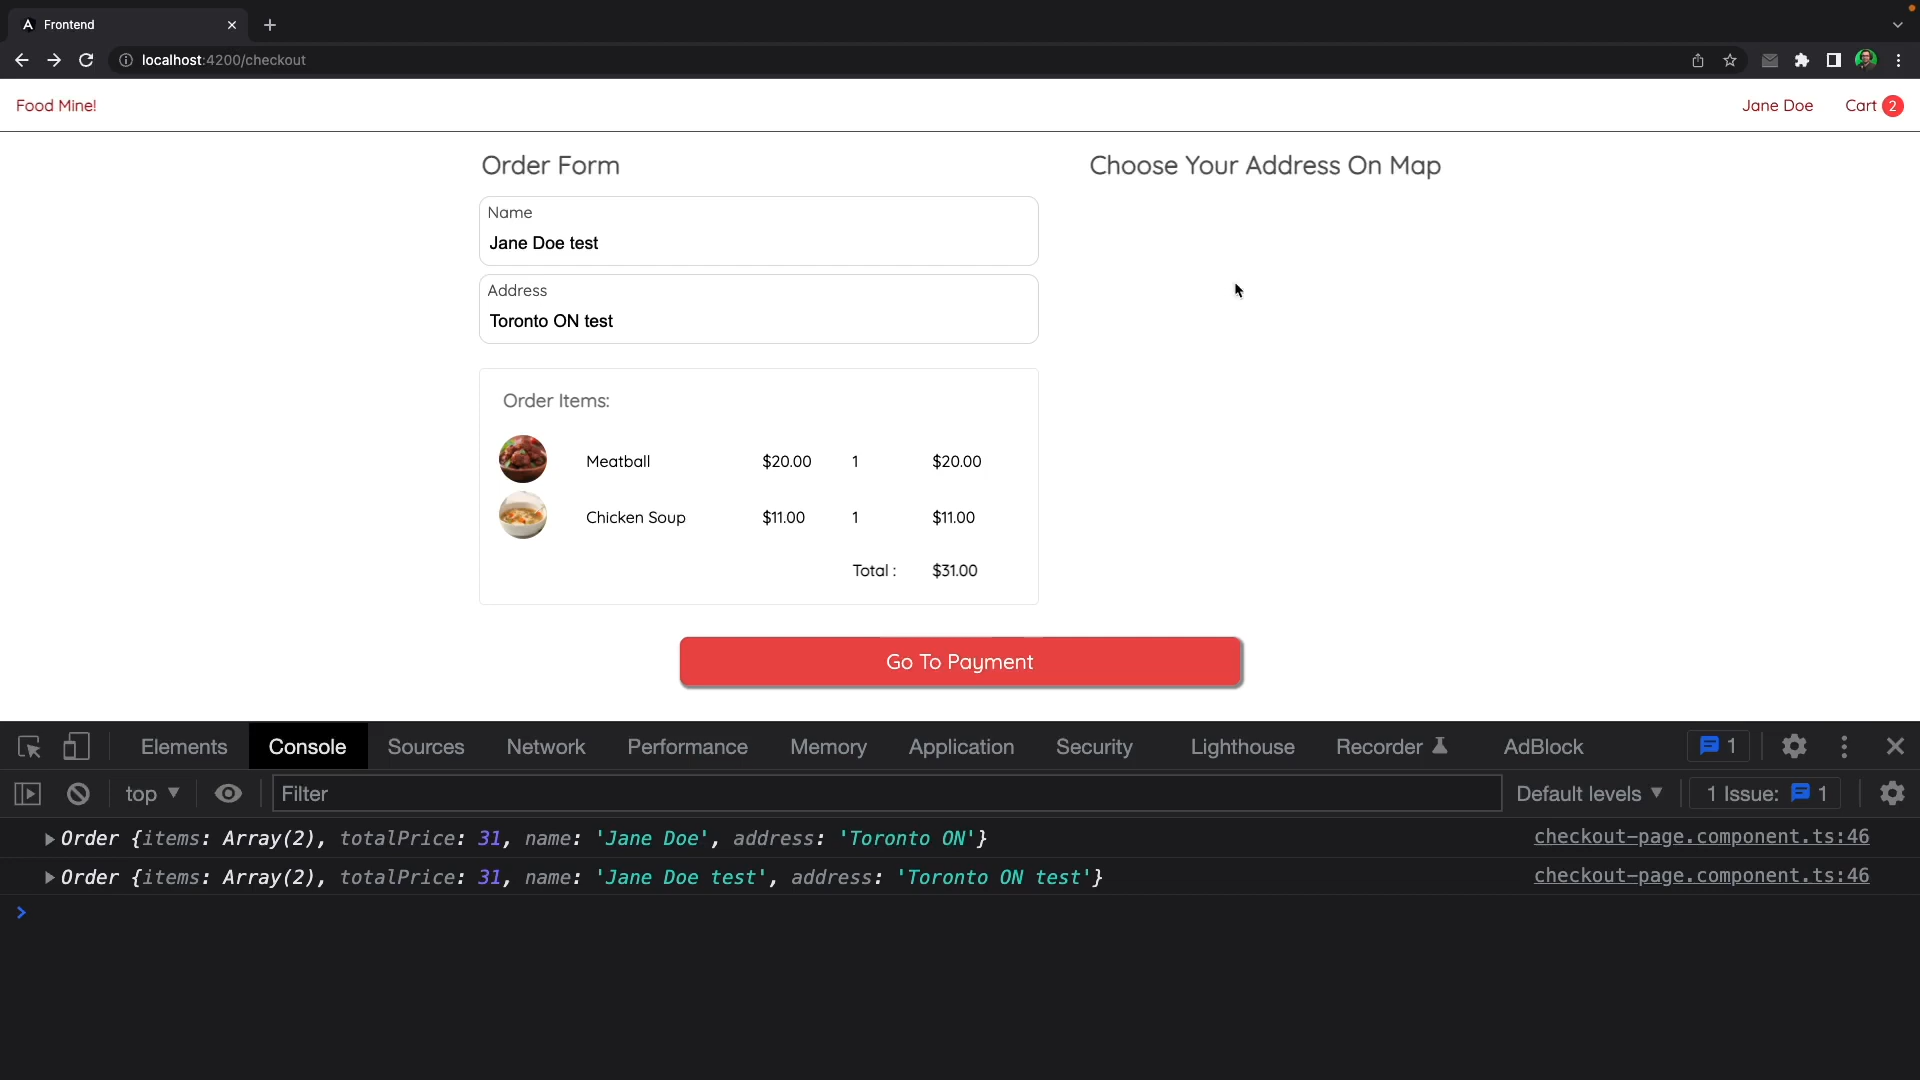 Frontend
localhost:4200/checkout
Food Mine!
Jane Doe
Cart 2
Order Form
Choose Your Address On Map
Name
Jane Doe test
Address
Toronto ON test
Order Items:
Meatball $20.00 1 $20.00
Chicken Soup $11.00 1 $11.00
Total : $31.00
Go To Payment
Elements Console Sources Network Performance Memory Application Security Lighthouse Recorder AdBlock 1
top Filter Default levels 1 Issue: 1
Order {items: Array(2), totalPrice: 31, name: 'Jane Doe', address: 'Toronto ON'} checkout-page.component.ts:46
Order {items: Array(2), totalPrice: 31, name: 'Jane Doe test', address: 'Toronto ON test'} checkout-page.component.ts:46